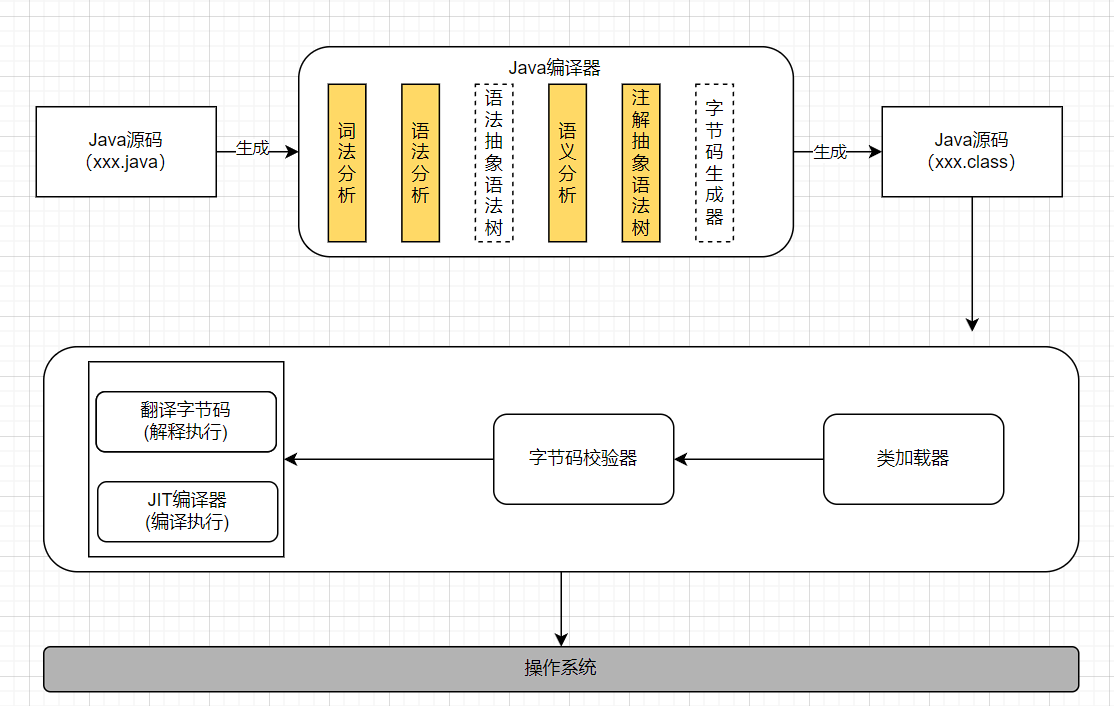 Java编译器
Java源码
（xxx.java）
生成
词法分析
语法分析
语法抽象语法树
语义分析
注解抽象语法树
字节码生成器
生成
Java源码
（xxx.class）
翻译字节码
(解释执行)
JIT编译器
(编译执行)
字节码校验器
类加载器
操作系统